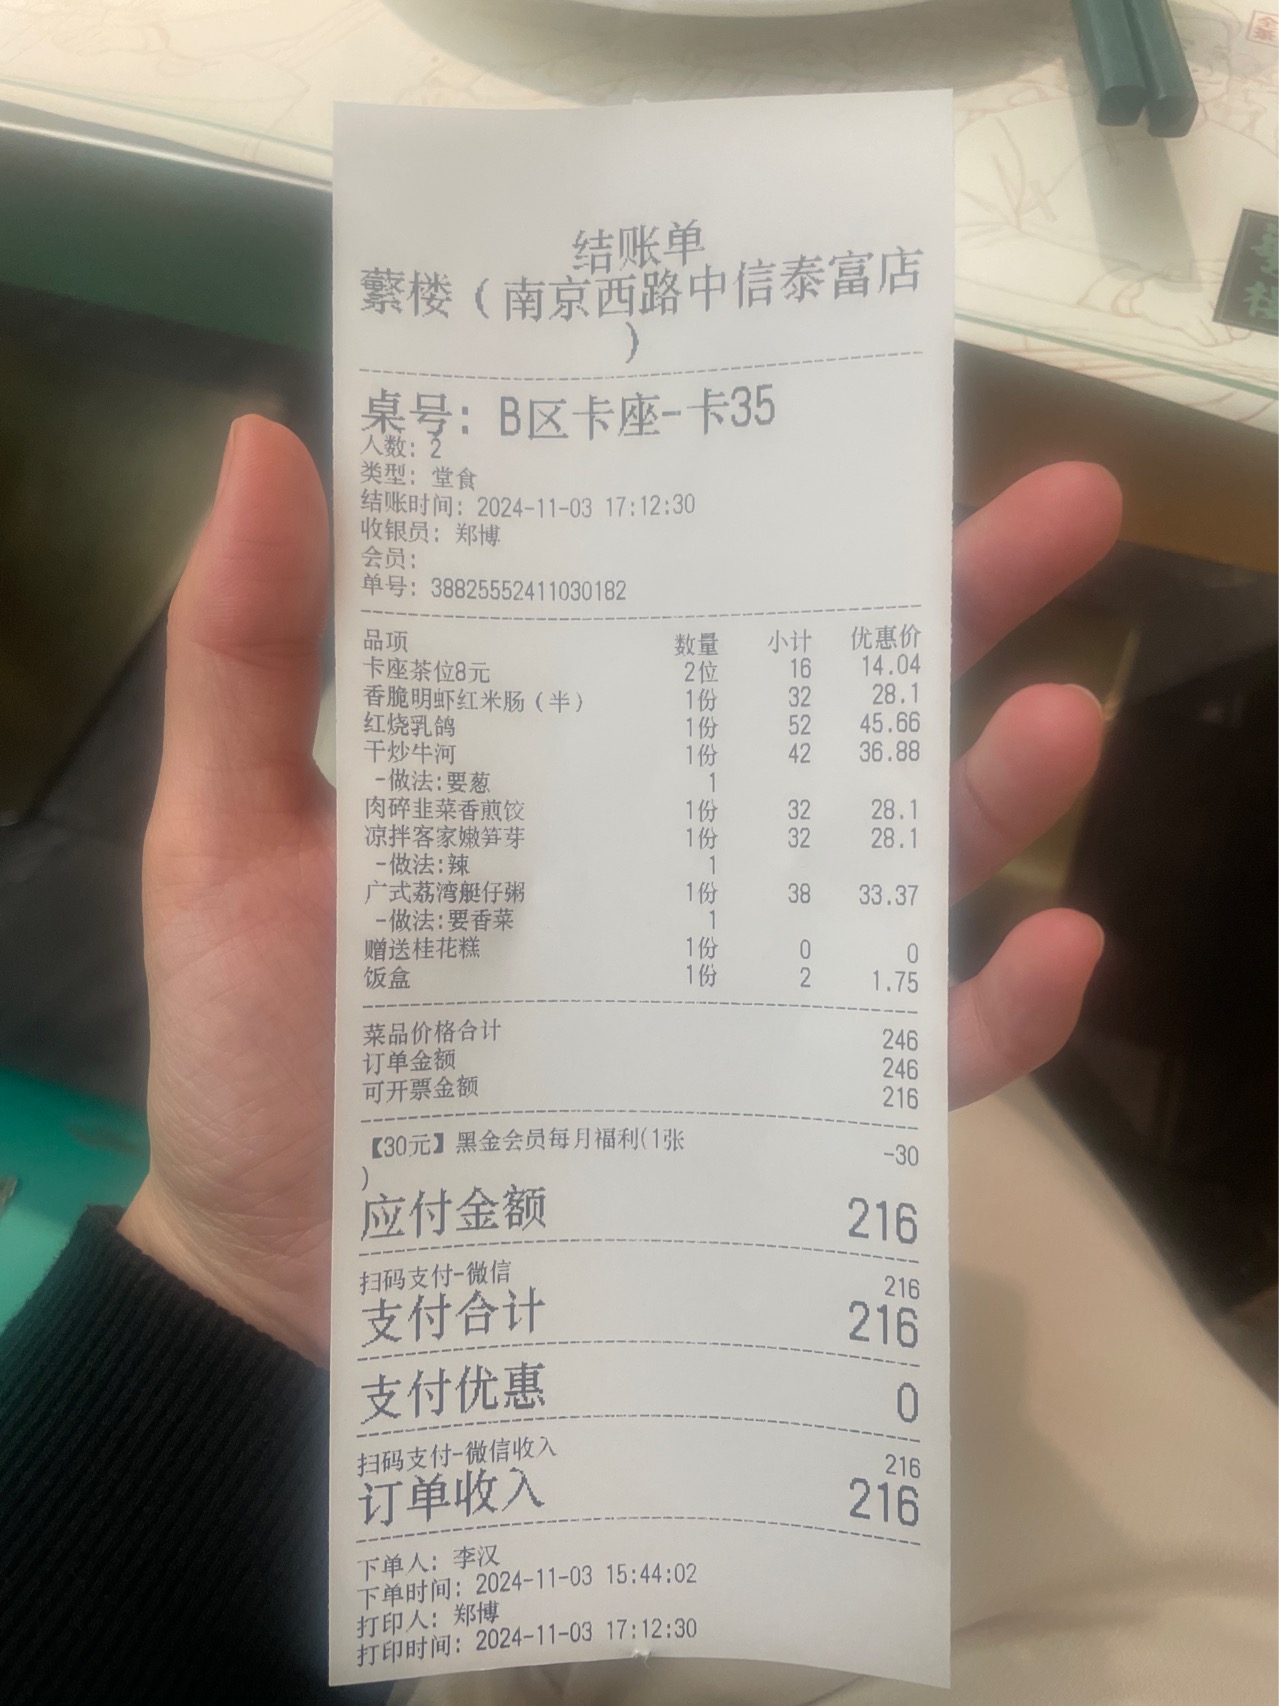 结账单
蘩楼（南京西路中信泰富店
）
桌号：B区卡座-卡35
人数：2
类型：堂食
结账时间：2024-11-03 17:12:30
收银员：郑博
会员：
单号：38825552411030182
品项 数量 小计 优惠价
卡座茶位8元 2位 16 14.04
香脆明虾红米肠（半） 1份 32 28.1
红烧乳鸽 1份 52 45.66
干炒牛河 1份 42 36.88
-做法:要葱 1
肉碎韭菜香煎饺 1份 32 28.1
凉拌客家嫩笋芽 1份 32 28.1
-做法:辣 1
广式荔湾艇仔粥 1份 38 33.37
-做法:要香菜 1
赠送桂花糕 1份 0 0
饭盒 1份 2 1.75
菜品价格合计 246
订单金额 246
可开票金额 216
【30元】黑金会员每月福利(1张 -30
)
应付金额 216
扫码支付-微信 216
支付合计 216
支付优惠 0
扫码支付-微信收入 216
订单收入 216
下单人：李汉
下单时间：2024-11-03 15:44:02
打印人：郑博
打印时间：2024-11-03 17:12:30